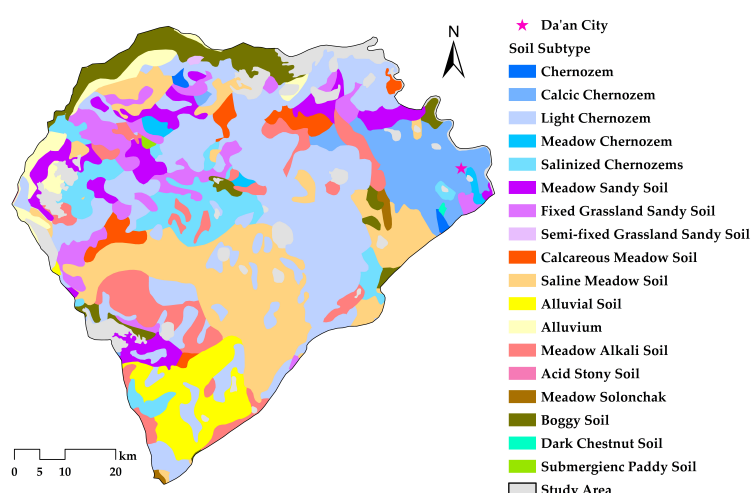 N
Da'an City
Soil Subtype
Chernozem
Calcic Chernozem
Light Chernozem
Meadow Chernozem
Salinized Chernozems
Meadow Sandy Soil
Fixed Grassland Sandy Soil
Semi-fixed Grassland Sandy Soil
Calcareous Meadow Soil
Saline Meadow Soil
Alluvial Soil
Alluvium
Meadow Alkali Soil
Acid Stony Soil
Meadow Solonchak
Boggy Soil
Dark Chestnut Soil
Submergienc Paddy Soil
Study Area
km
0 5 10 20